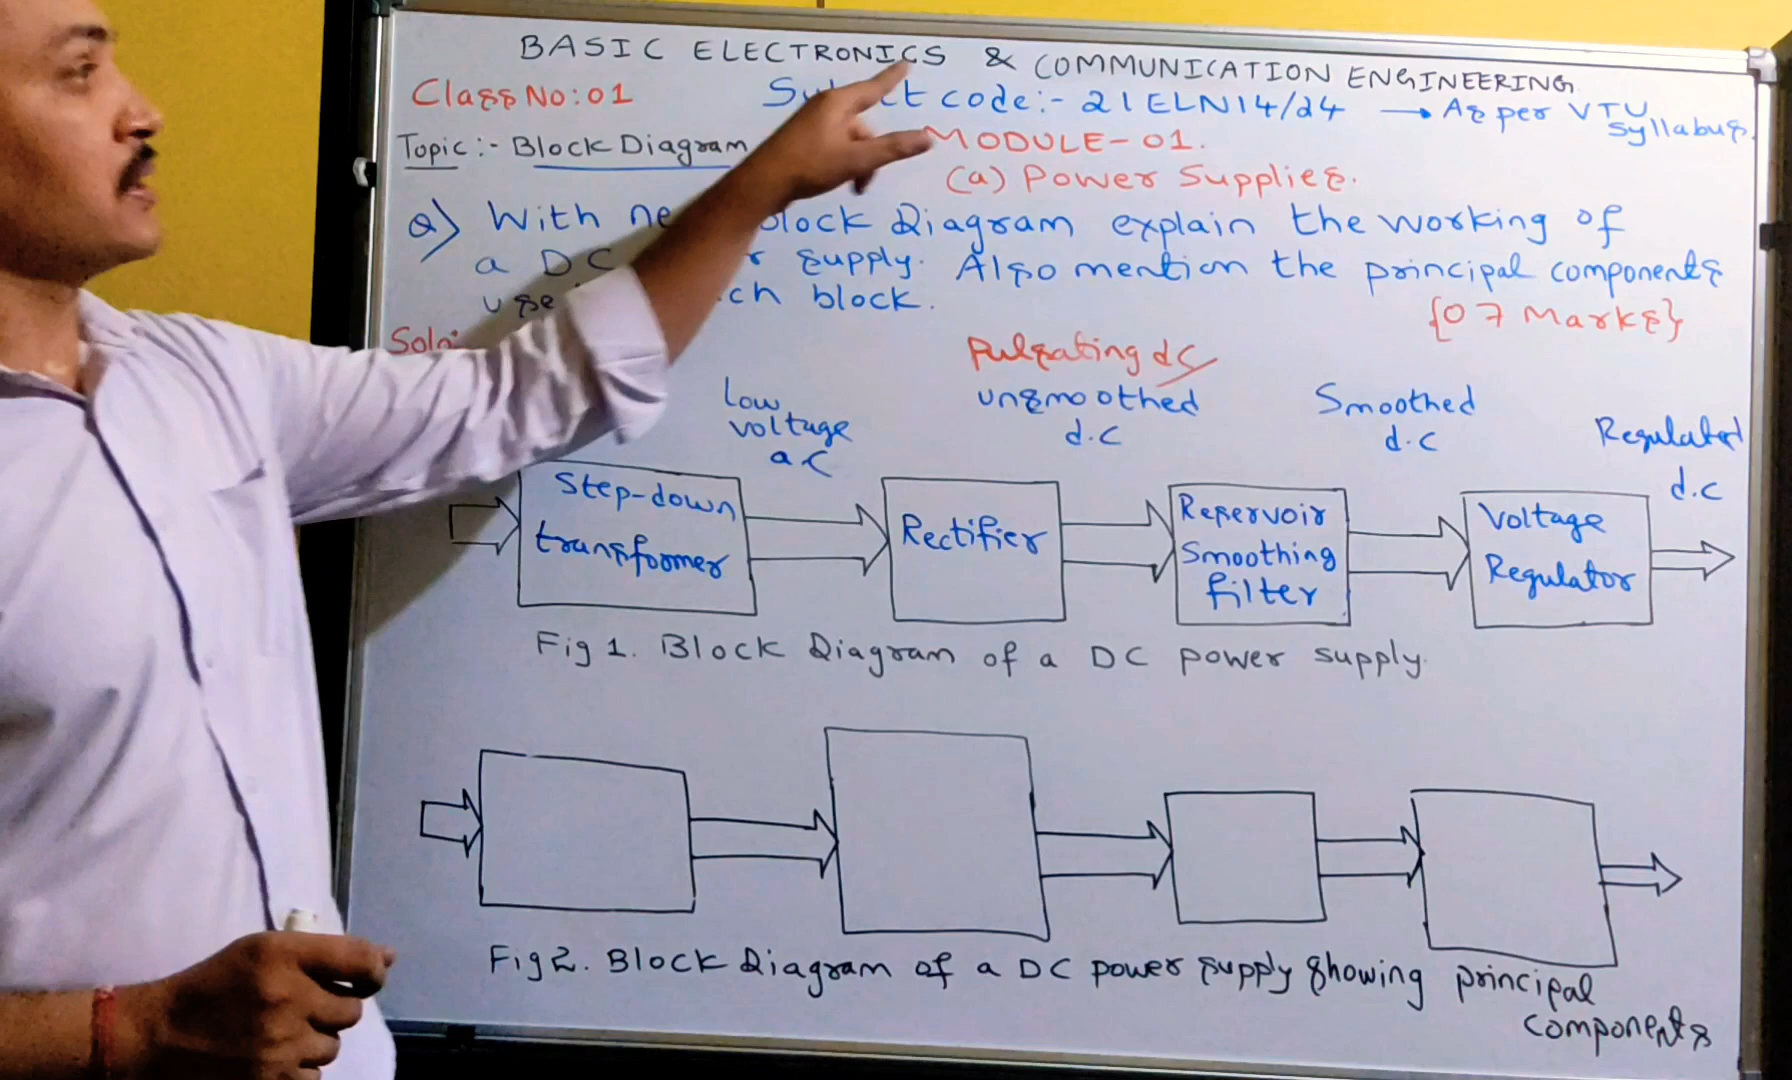 BASIC ELECTRONICS & COMMUNICATION ENGINEERING
Class No:01 code:- 21ELN14/24 → As per VTU Syllabus.
Topic:- Block Diagram MODULE-01.
(a) Power Supplies.
Q) With block Diagram explain the working of
a DC supply. Also mention the principal components
block.
{07 Marks}
Soln:
Pulsating dc
low voltage ac
unsmoothed d.c
Smoothed d.c
Regulated d.c
Step-down transformer
Rectifier
Reservoir Smoothing filter
Voltage Regulator
Fig 1. Block Diagram of a DC power supply.
Fig 2. Block Diagram of a DC power supply showing principal
components